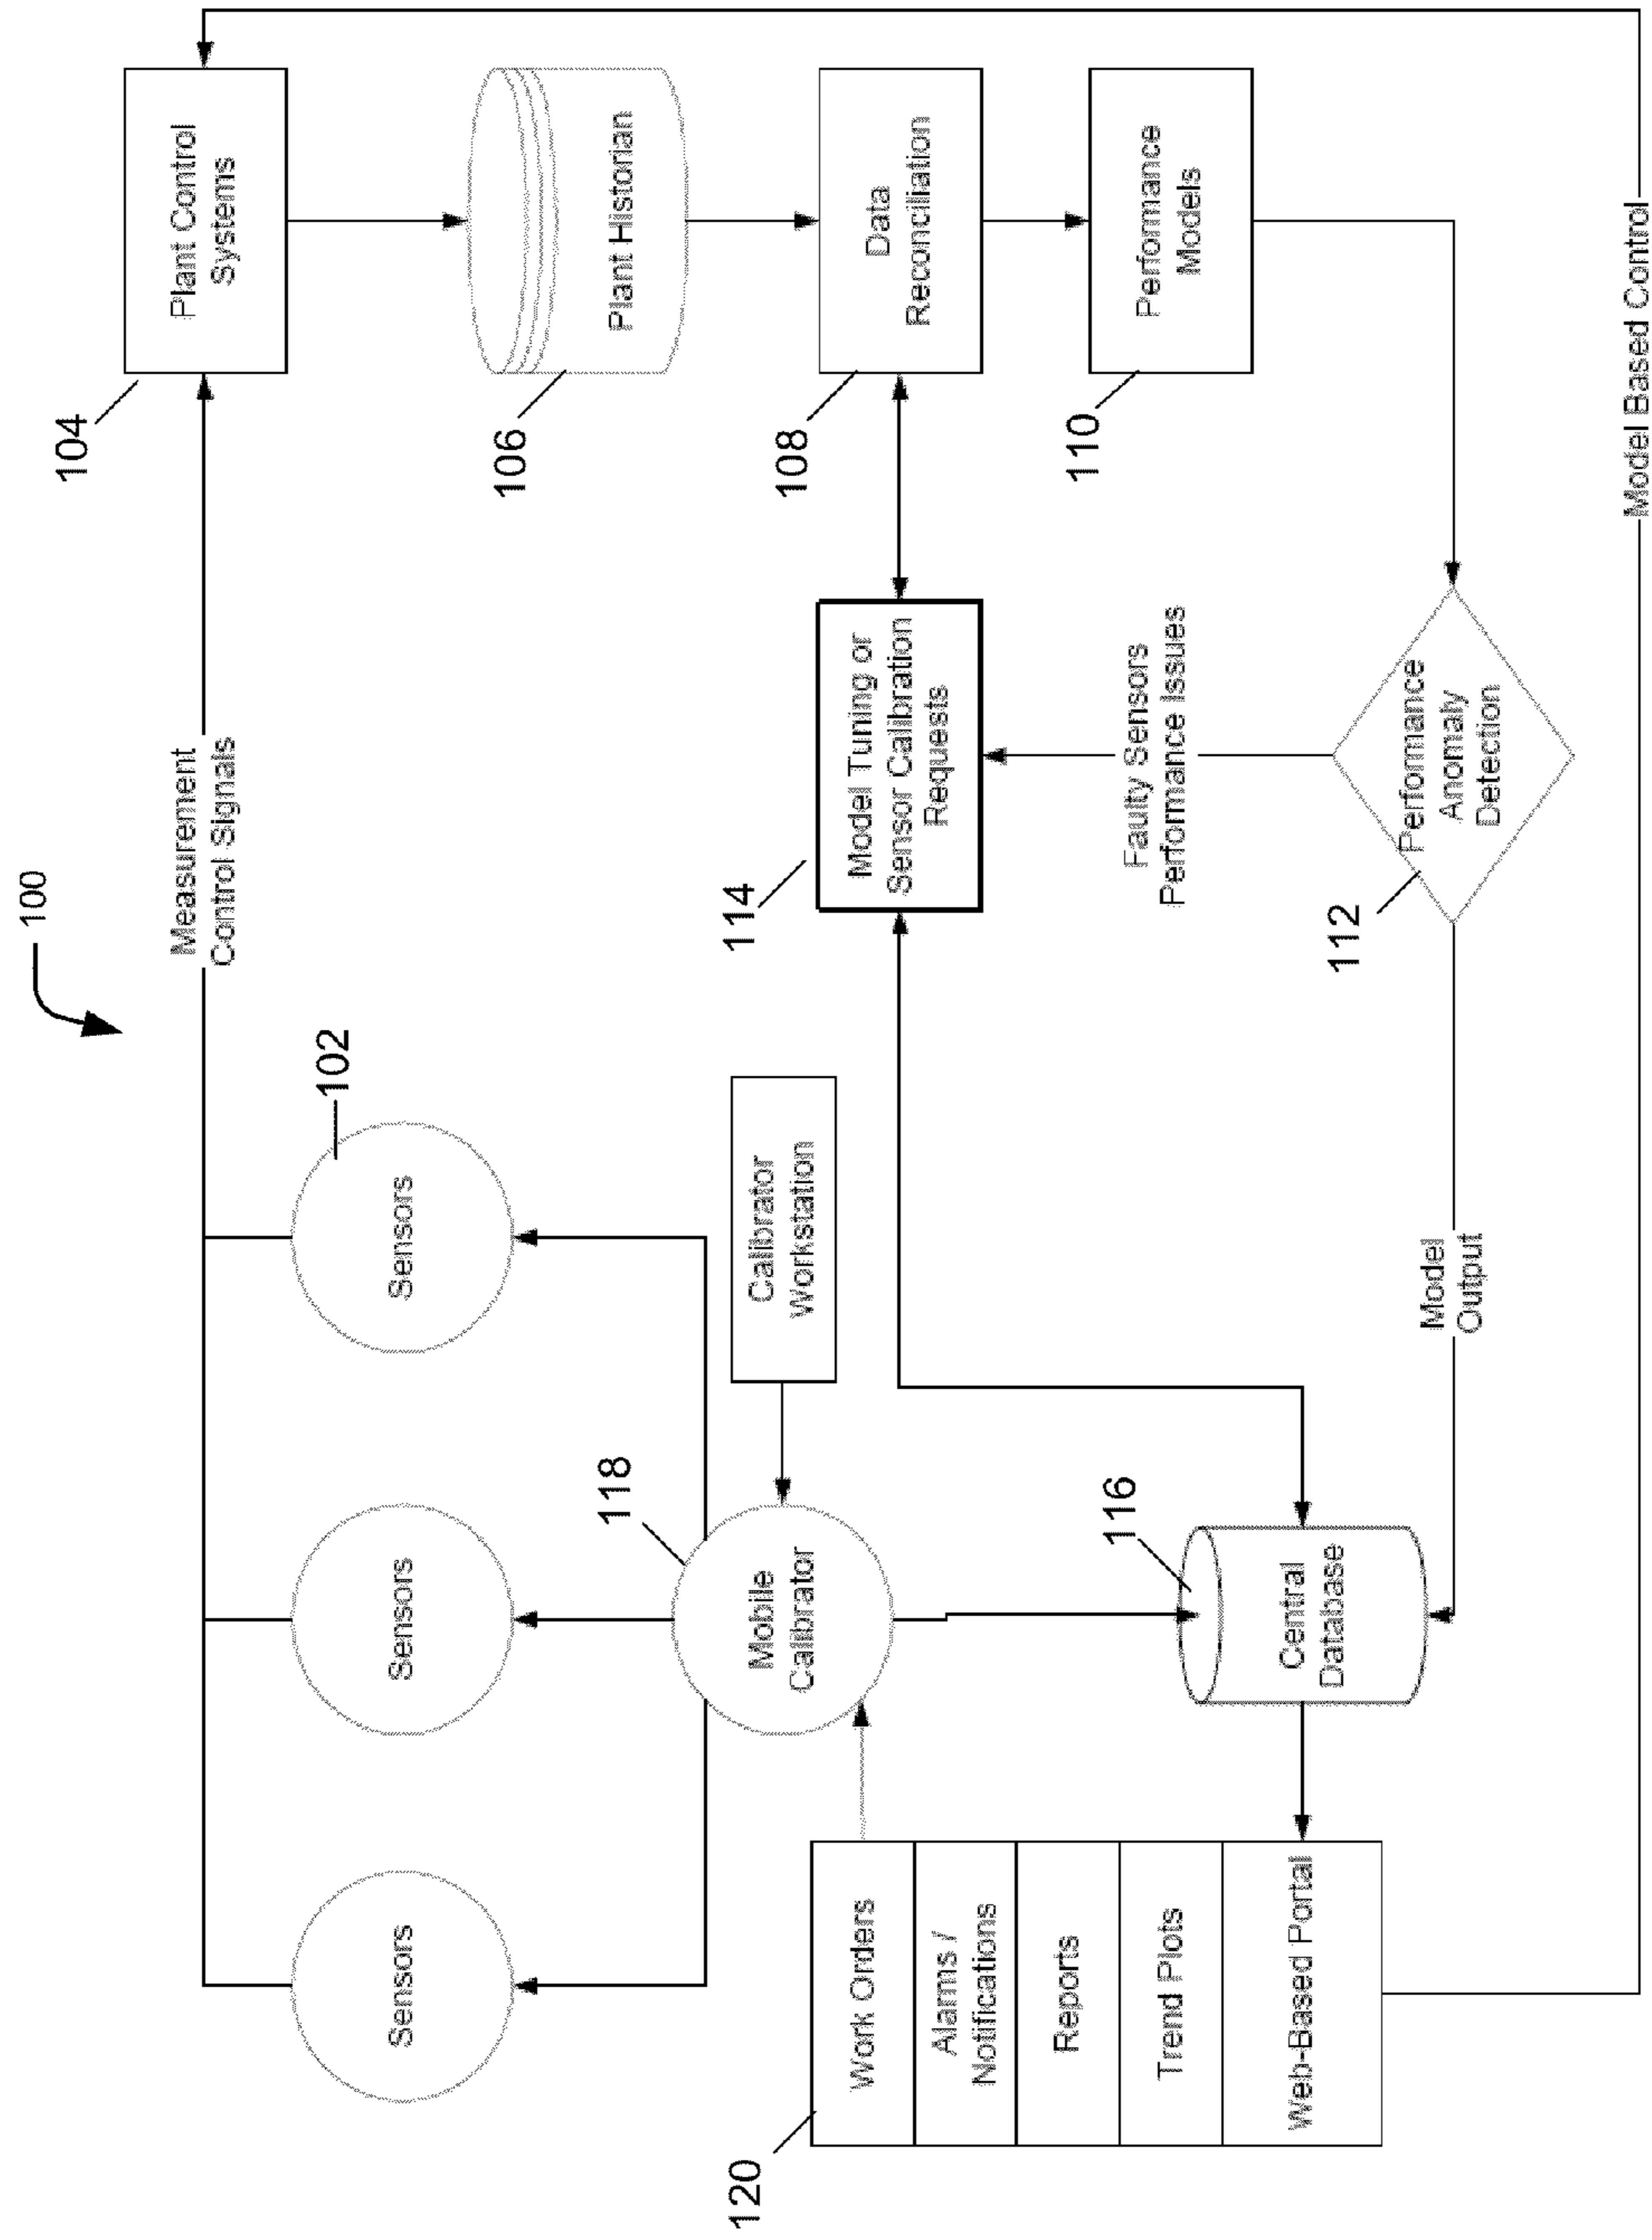 100
Measurement
Control Signals
104
Plant Control
Systems
102
Sensors
Sensors
Sensors
106
Plant Historian
118
Mobile
Calibrator
Calibrator
Workstation
114
Model Tuning or
Sensor Calibration
Requests
108
Data
Reconciliation
120
Work Orders
Alarms /
Notifications
Reports
Trend Plots
Web-Based Portal
116
Central
Database
Faulty Sensors
Performance Issues
110
Performance
Models
Model
Output
112
Performance
Anomaly
Detection
Model Based Control